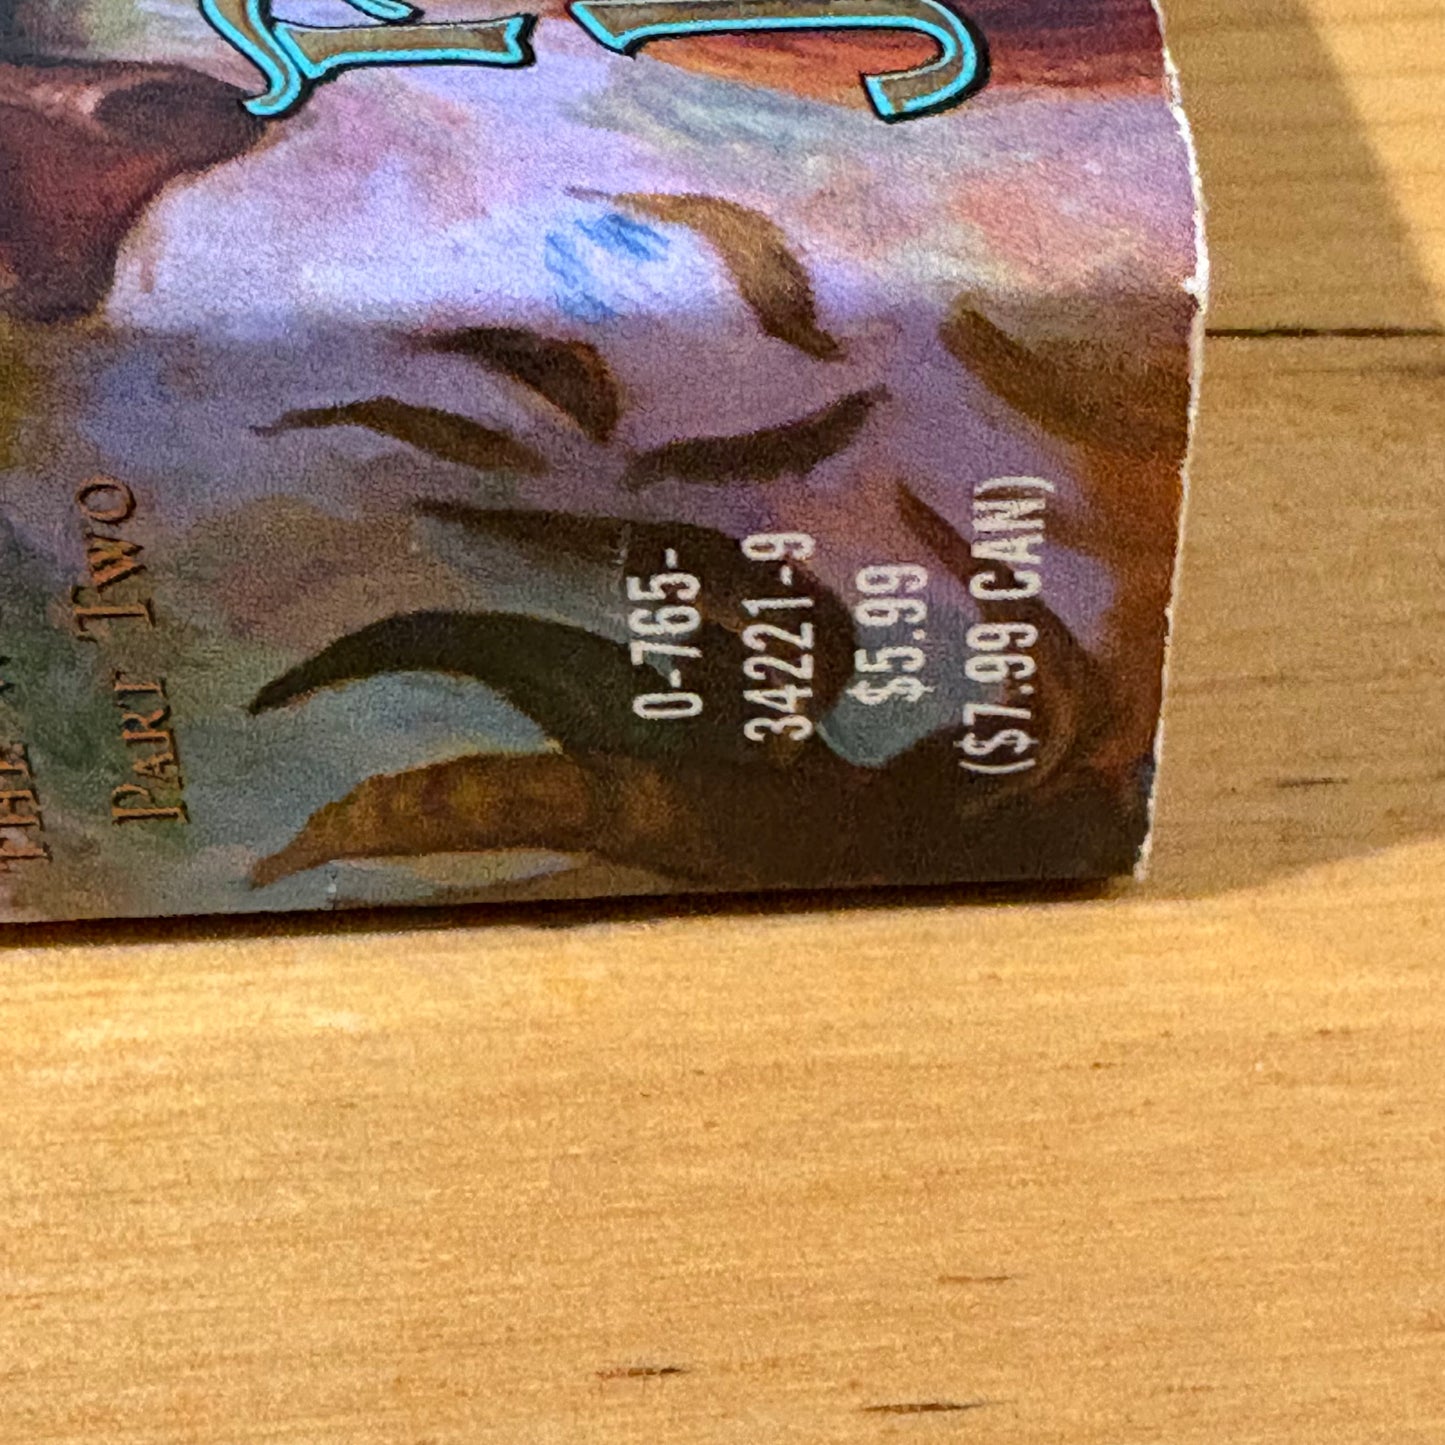 PART TWO
0-765-
34221-9
$5.99
($7.99 CAN)